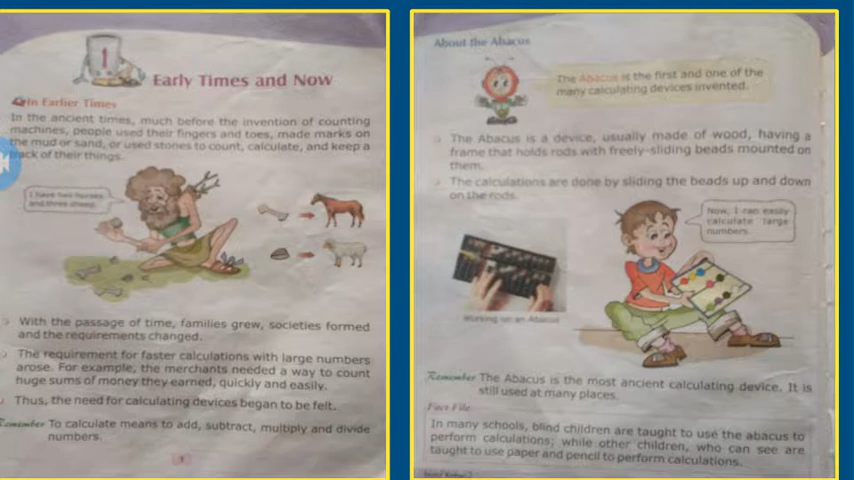 1
Early Times and Now
In Earlier Times
In the ancient times, much before the invention of counting
machines, people used their fingers and toes, made marks on
the mud or sand, or used stones to count, calculate, and keep a
track of their things.
I have two horses
and three sheep.
With the passage of time, families grew, societies formed
and the requirements changed.
The requirement for faster calculations with large numbers
arose. For example, the merchants needed a way to count
huge sums of money they earned, quickly and easily.
Thus, the need for calculating devices began to be felt.
Remember To calculate means to add, subtract, multiply and divide
numbers.
1
About the Abacus
The Abacus is the first and one of the
many calculating devices invented.
The Abacus is a device, usually made of wood, having a
frame that holds rods with freely-sliding beads mounted on
them.
The calculations are done by sliding the beads up and down
on the rods.
Now, I can easily
calculate large
numbers.
Working on an Abacus
Remember The Abacus is the most ancient calculating device. It is
still used at many places.
Fact File
In many schools, blind children are taught to use the abacus to
perform calculations; while other children, who can see are
taught to use paper and pencil to perform calculations.